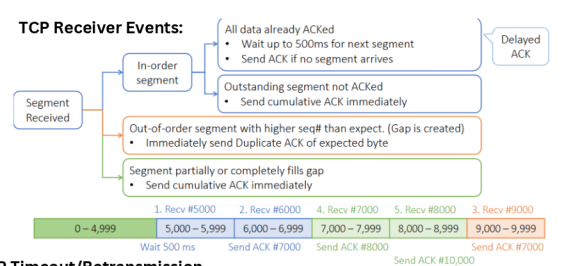 TCP Receiver Events:
All data already ACKed
• Wait up to 500ms for next segment
• Send ACK if no segment arrives
Delayed
ACK
In-order
segment
Outstanding segment not ACKed
• Send cumulative ACK immediately
Segment
Received
Out-of-order segment with higher seq# than expect. (Gap is created)
• Immediately send Duplicate ACK of expected byte
Segment partially or completely fills gap
• Send cumulative ACK immediately
1. Recv #5000 2. Recv #6000 4. Recv #7000 5. Recv #8000 3. Recv #9000
0 – 4,999 5,000 – 5,999 6,000 – 6,999 7,000 – 7,999 8,000 – 8,999 9,000 – 9,999
Wait 500 ms Send ACK #7000 Send ACK #8000 Send ACK #7000
Send ACK #10,000
P Timeout/Retransmission